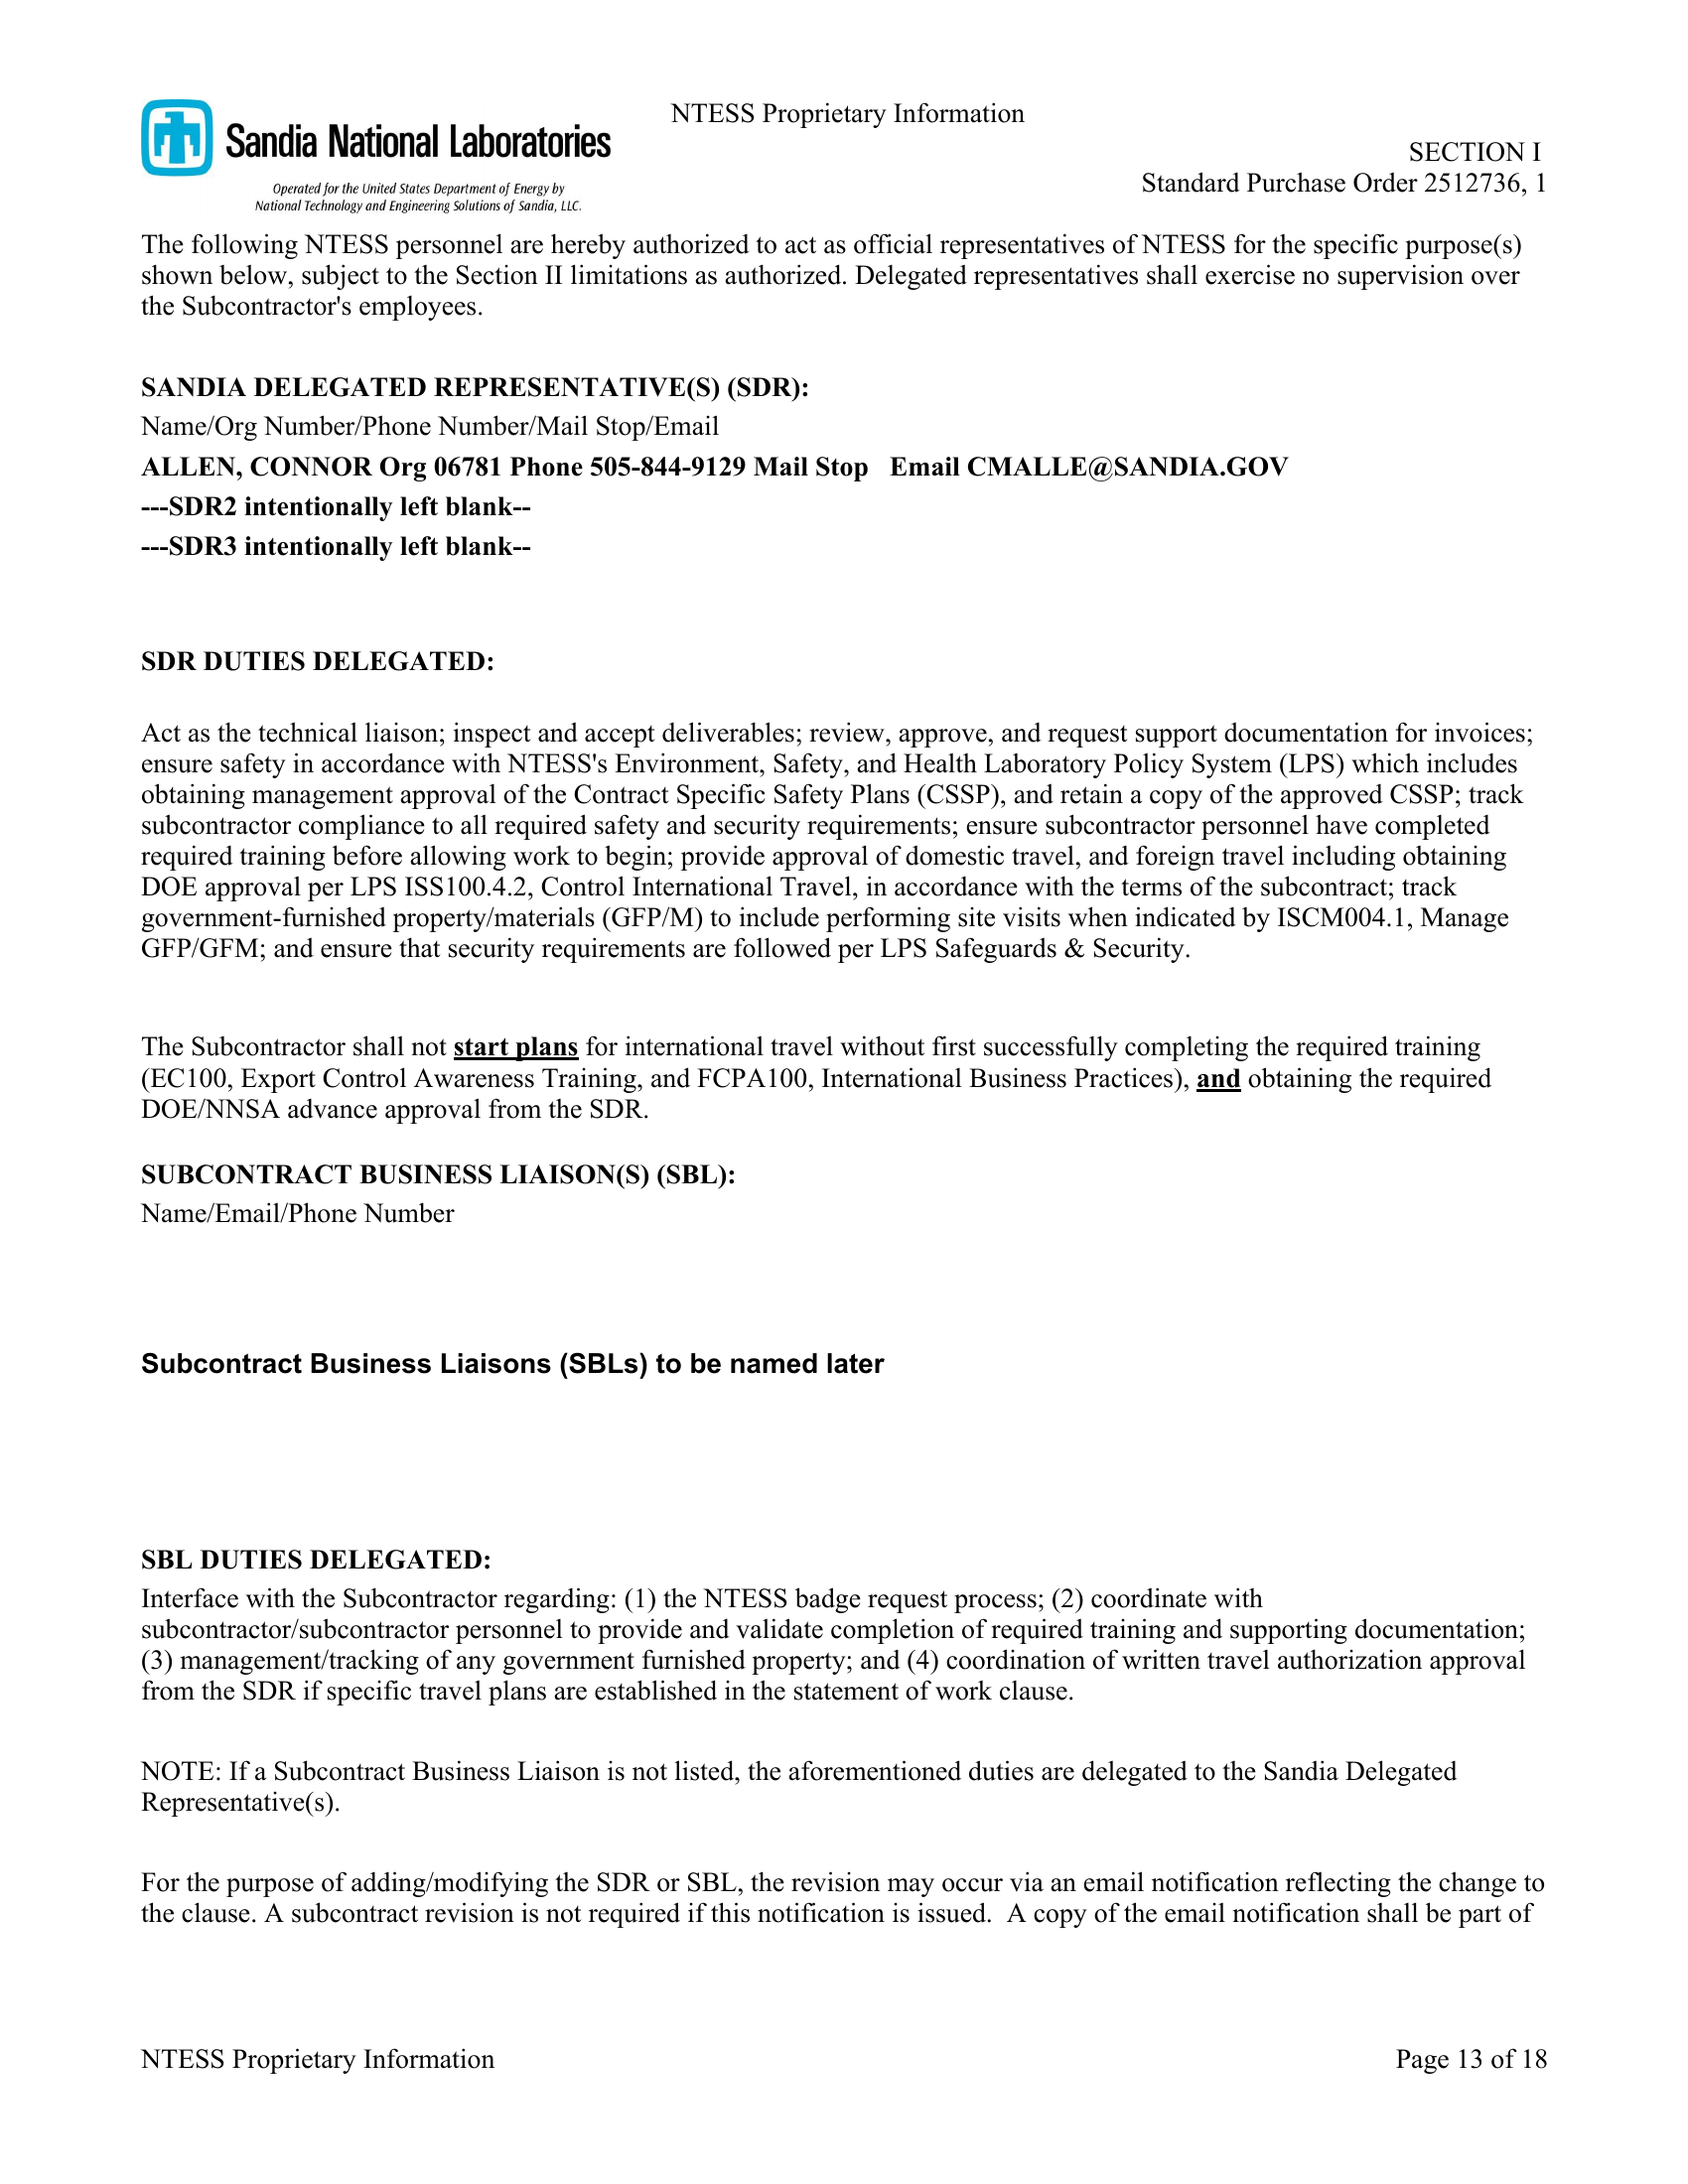 NTESS Proprietary Information
Sandia National Laboratories
SECTION I
Standard Purchase Order 2512736, 1
Operated for the United States Department of Energy by
National Technology and Engineering Solutions of Sandia, LLC.
The following NTESS personnel are hereby authorized to act as official representatives of NTESS for the specific purpose(s)
shown below, subject to the Section II limitations as authorized. Delegated representatives shall exercise no supervision over
the Subcontractor's employees.
SANDIA DELEGATED REPRESENTATIVE(S) (SDR):
Name/Org Number/Phone Number/Mail Stop/Email
ALLEN, CONNOR Org 06781 Phone 505-844-9129 Mail Stop   Email CMALLE@SANDIA.GOV
---SDR2 intentionally left blank--
---SDR3 intentionally left blank--
SDR DUTIES DELEGATED:
Act as the technical liaison; inspect and accept deliverables; review, approve, and request support documentation for invoices;
ensure safety in accordance with NTESS's Environment, Safety, and Health Laboratory Policy System (LPS) which includes
obtaining management approval of the Contract Specific Safety Plans (CSSP), and retain a copy of the approved CSSP; track
subcontractor compliance to all required safety and security requirements; ensure subcontractor personnel have completed
required training before allowing work to begin; provide approval of domestic travel, and foreign travel including obtaining
DOE approval per LPS ISS100.4.2, Control International Travel, in accordance with the terms of the subcontract; track
government-furnished property/materials (GFP/M) to include performing site visits when indicated by ISCM004.1, Manage
GFP/GFM; and ensure that security requirements are followed per LPS Safeguards & Security.
The Subcontractor shall not start plans for international travel without first successfully completing the required training
(EC100, Export Control Awareness Training, and FCPA100, International Business Practices), and obtaining the required
DOE/NNSA advance approval from the SDR.
SUBCONTRACT BUSINESS LIAISON(S) (SBL):
Name/Email/Phone Number
Subcontract Business Liaisons (SBLs) to be named later
SBL DUTIES DELEGATED:
Interface with the Subcontractor regarding: (1) the NTESS badge request process; (2) coordinate with
subcontractor/subcontractor personnel to provide and validate completion of required training and supporting documentation;
(3) management/tracking of any government furnished property; and (4) coordination of written travel authorization approval
from the SDR if specific travel plans are established in the statement of work clause.
NOTE: If a Subcontract Business Liaison is not listed, the aforementioned duties are delegated to the Sandia Delegated
Representative(s).
For the purpose of adding/modifying the SDR or SBL, the revision may occur via an email notification reflecting the change to
the clause. A subcontract revision is not required if this notification is issued.  A copy of the email notification shall be part of
NTESS Proprietary Information
Page 13 of 18